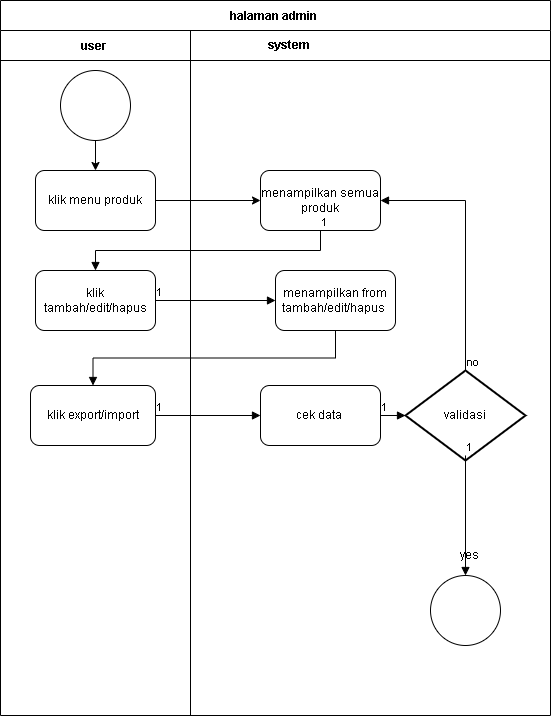 halaman admin
user
system
klik menu produk
menampilkan semua
produk
1
klik
tambah/edit/hapus
1
menampilkan from
tambah/edit/hapus
no
klik export/import
1
cek data
1
validasi
1
yes